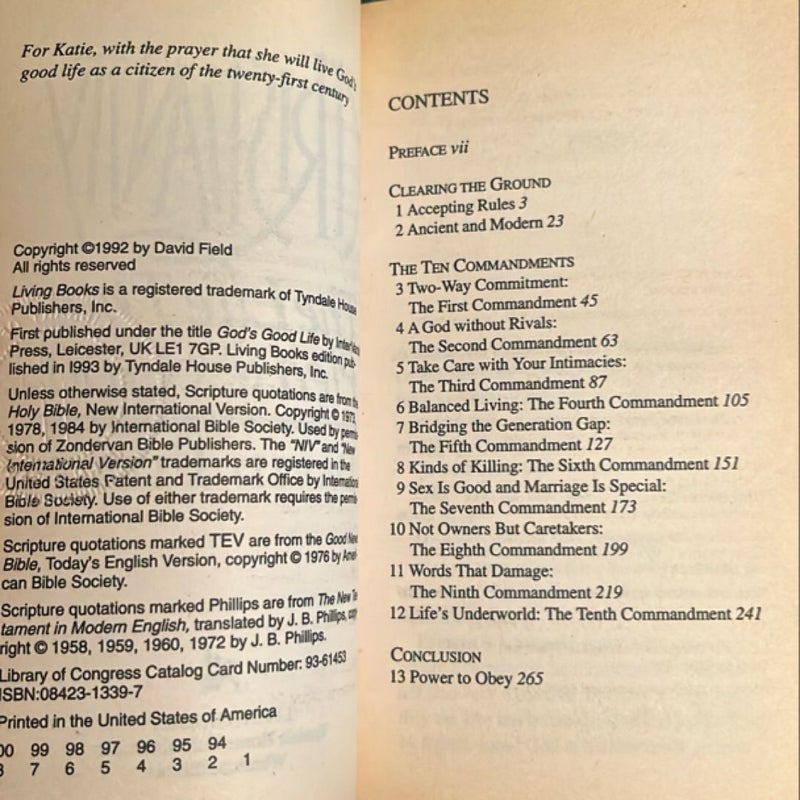 For Katie, with the prayer that she will live God's
good life as a citizen of the twenty-first century
Copyright ©1992 by David Field
All rights reserved
Living Books is a registered trademark of Tyndale House
Publishers, Inc.
First published under the title God's Good Life by
Press, Leicester, UK LE1 7GP. Living Books edition pub-
lished in l993 by Tyndale House Publishers, Inc.
Unless otherwise stated, Scripture quotations are from the
Holy Bible, New International Version. Copyright © 1973,
1978, 1984 by International Bible Society. Used by permis-
sion of Zondervan Bible Publishers. The "NIV" and "New
International Version" trademarks are registered in the
United States Patent and Trademark Office by International
Bible Society. Use of either trademark requires the permis-
sion of International Bible Society.
Scripture quotations marked TEV are from the Good News
Bible, Today's English Version, copyright © 1976 by Ameri-
can Bible Society.
Scripture quotations marked Phillips are from The New Tes-
tament in Modern English, translated by J. B. Phillips, copy-
right © 1958, 1959, 1960, 1972 by J. B. Phillips.
Library of Congress Catalog Card Number: 93-61453
ISBN:08423-1339-7
Printed in the United States of America
00 99 98 97 96 95 94
8 7 6 5 4 3 2 1
CONTENTS
PREFACE vii
CLEARING THE GROUND
1 Accepting Rules 3
2 Ancient and Modern 23
THE TEN COMMANDMENTS
3 Two-Way Commitment:
The First Commandment 45
4 A God without Rivals:
The Second Commandment 63
5 Take Care with Your Intimacies:
The Third Commandment 87
6 Balanced Living: The Fourth Commandment 105
7 Bridging the Generation Gap:
The Fifth Commandment 127
8 Kinds of Killing: The Sixth Commandment 151
9 Sex Is Good and Marriage Is Special:
The Seventh Commandment 173
10 Not Owners But Caretakers:
The Eighth Commandment 199
11 Words That Damage:
The Ninth Commandment 219
12 Life's Underworld: The Tenth Commandment 241
CONCLUSION
13 Power to Obey 265